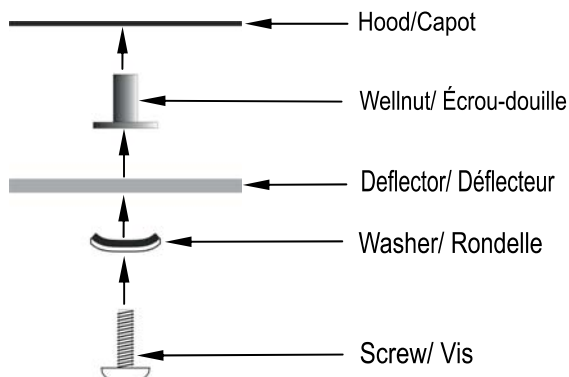 Hood/Capot
Wellnut/ Écrou-douille
Deflector/ Déflecteur
Washer/ Rondelle
Screw/ Vis